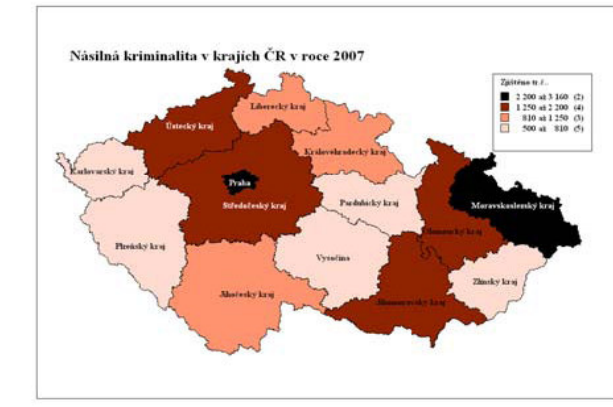 Násilná kriminalita v krajích ČR v roce 2007
Zjištěno tr.č..
2 200 až 3 160 (2)
1 250 až 2 200 (4)
810 až 1 250 (3)
500 až 810 (5)
Liberecký kraj
Ústecký kraj
Královéhradecký kraj
Karlovarský kraj
Praha
Středočeský kraj
Pardubický kraj
Moravskoslezský kraj
Olomoucký kraj
Plzeňský kraj
Vysočina
Zlínský kraj
Jihočeský kraj
Jihomoravský kraj